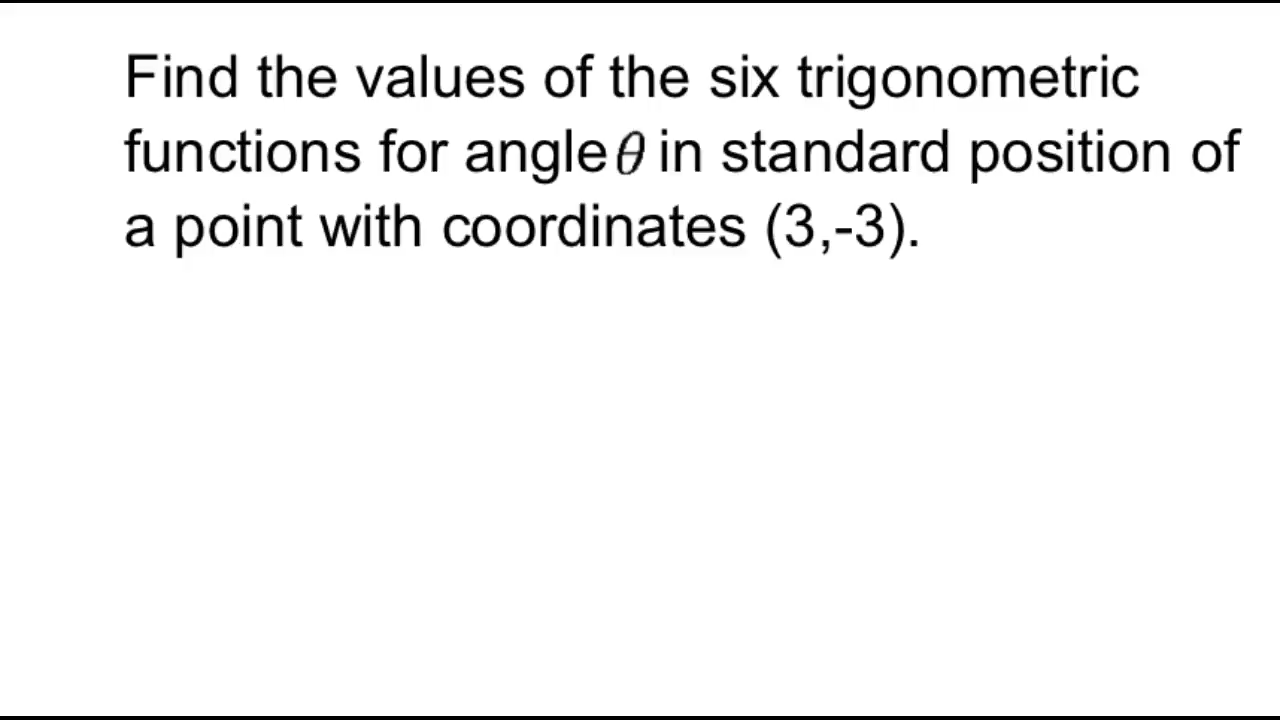 Find the values of the six trigonometric
functions for angle θ in standard position of
a point with coordinates (3,-3).